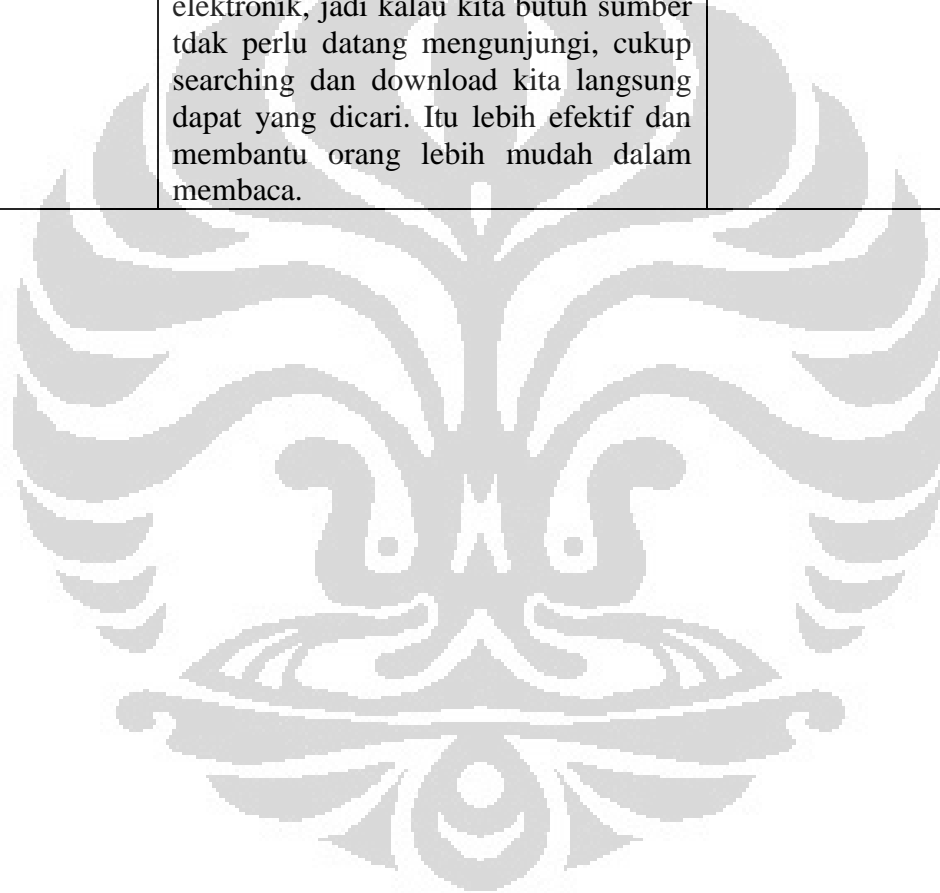 elektronik, jadi kalau kita butuh sumber
tdak perlu datang mengunjungi, cukup
searching dan download kita langsung
dapat yang dicari. Itu lebih efektif dan
membantu orang lebih mudah dalam
membaca.